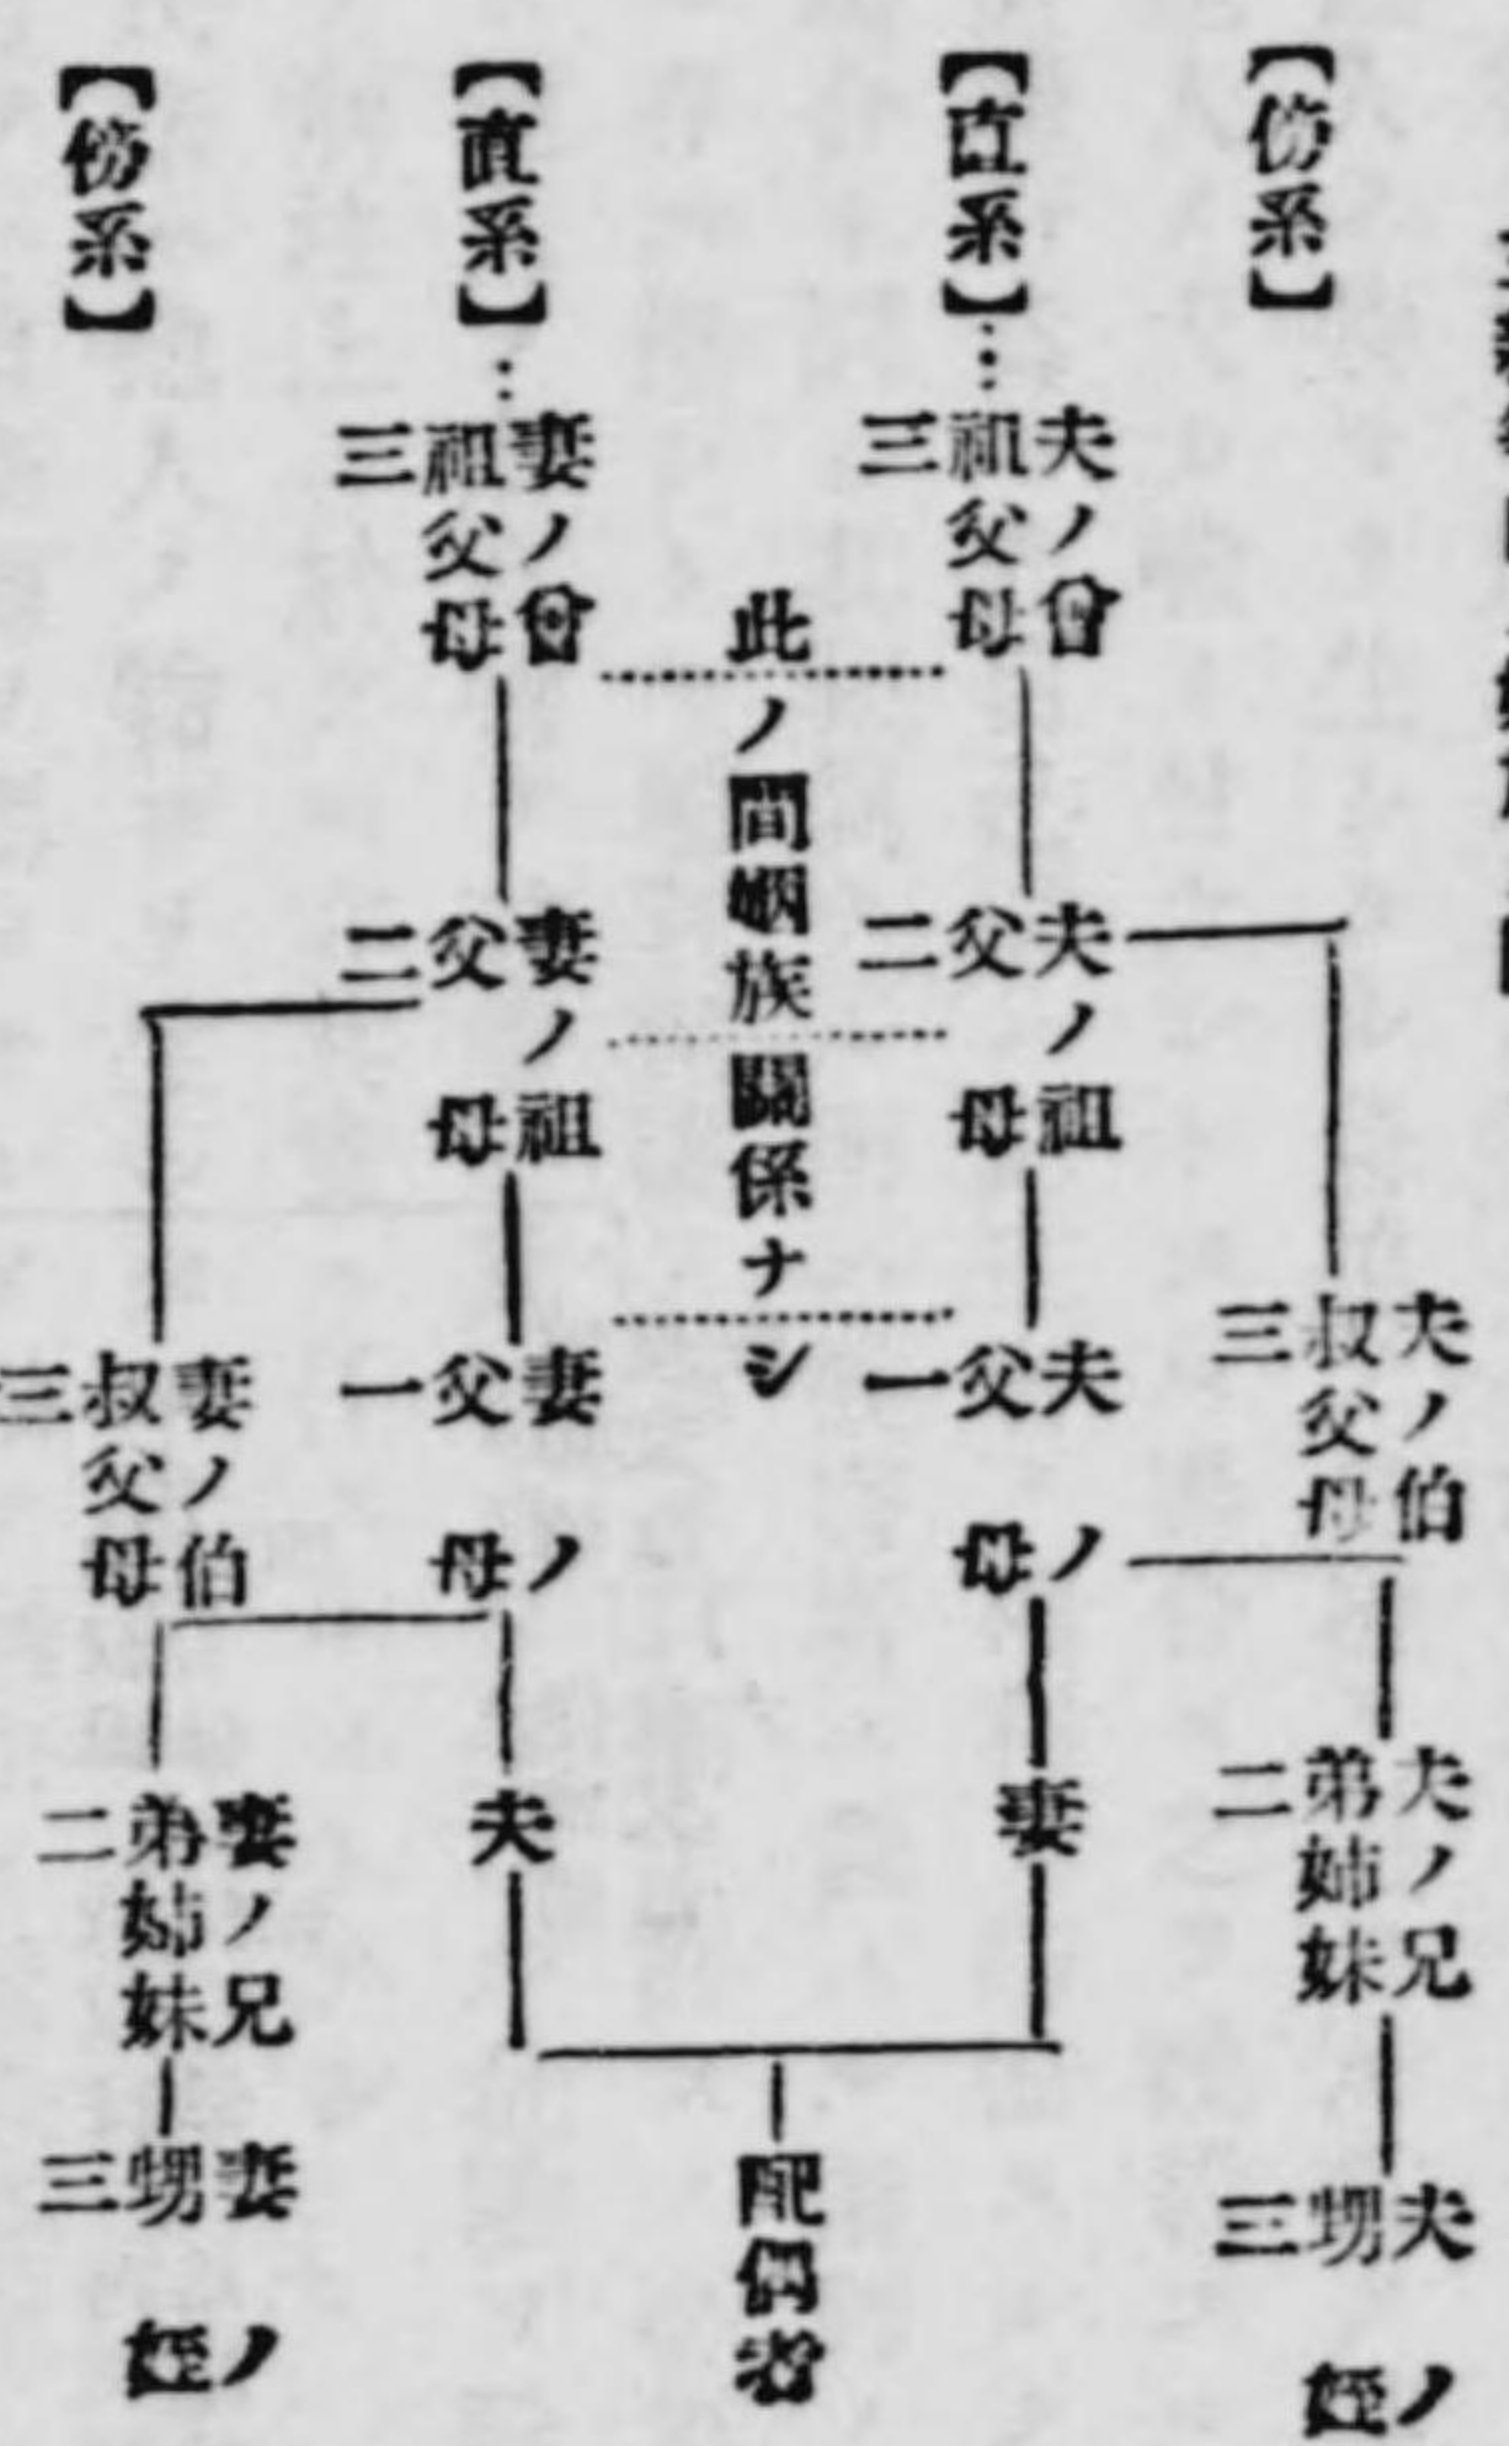 【傍系】
夫ノ伯
叔父母
三
夫ノ兄
弟姉妹
二
夫ノ
甥姪
三
【直系】…
夫ノ曾
祖父母
三
夫ノ祖
父母
二
夫ノ
父母
一
妻
此ノ間姻族關係ナシ
配偶者
【直系】…
妻ノ曾
祖父母
三
妻ノ祖
父母
二
妻ノ
父母
一
夫
【傍系】
妻ノ伯
叔父母
三
妻ノ兄
弟姉妹
二
妻ノ
甥姪
三